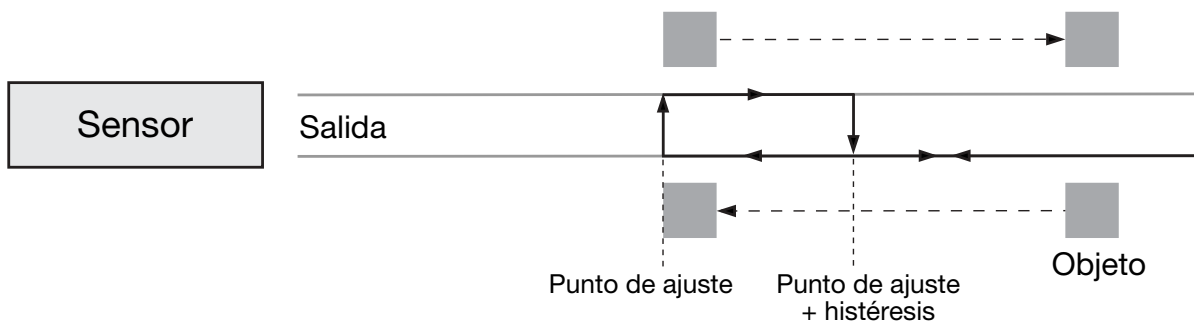 Sensor
Salida
Objeto
Punto de ajuste
Punto de ajuste
+ histéresis